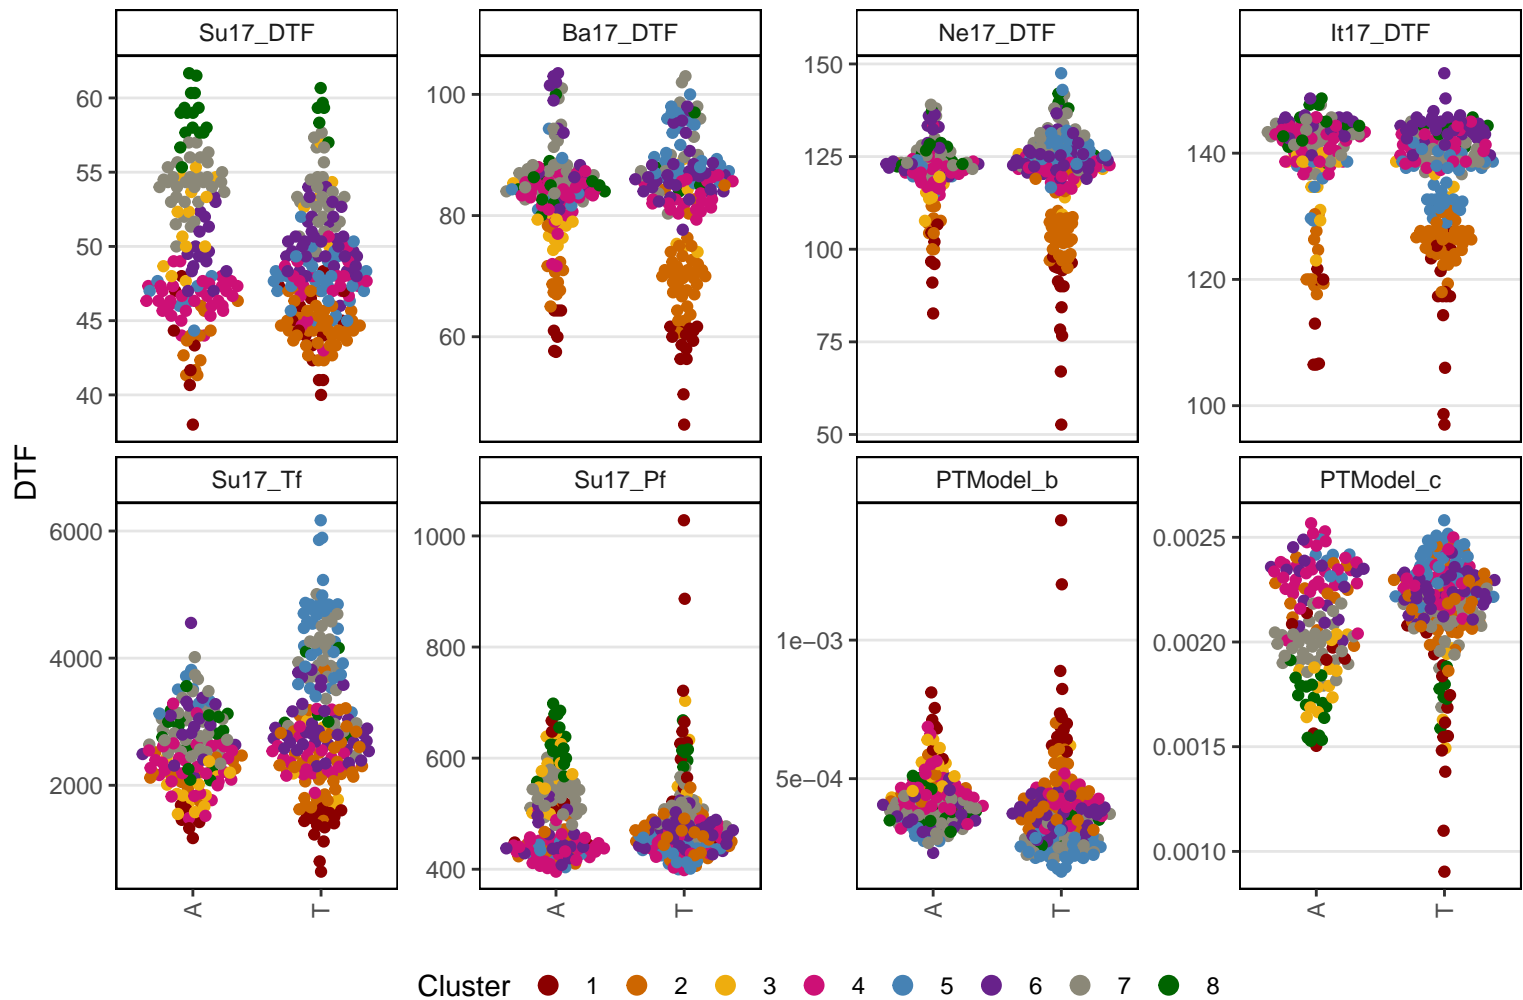 Su17_DTF
Ba17_DTF
Ne17_DTF
It17_DTF
60
55
50
45
40
100
80
60
150
125
100
75
50
140
120
100
DTF
Su17_Tf
Su17_Pf
PTModel_b
PTModel_c
6000
4000
2000
1000
800
600
400
1e−03
5e−04
0.0025
0.0020
0.0015
0.0010
A
T
A
T
A
T
A
T
Cluster 1 2 3 4 5 6 7 8